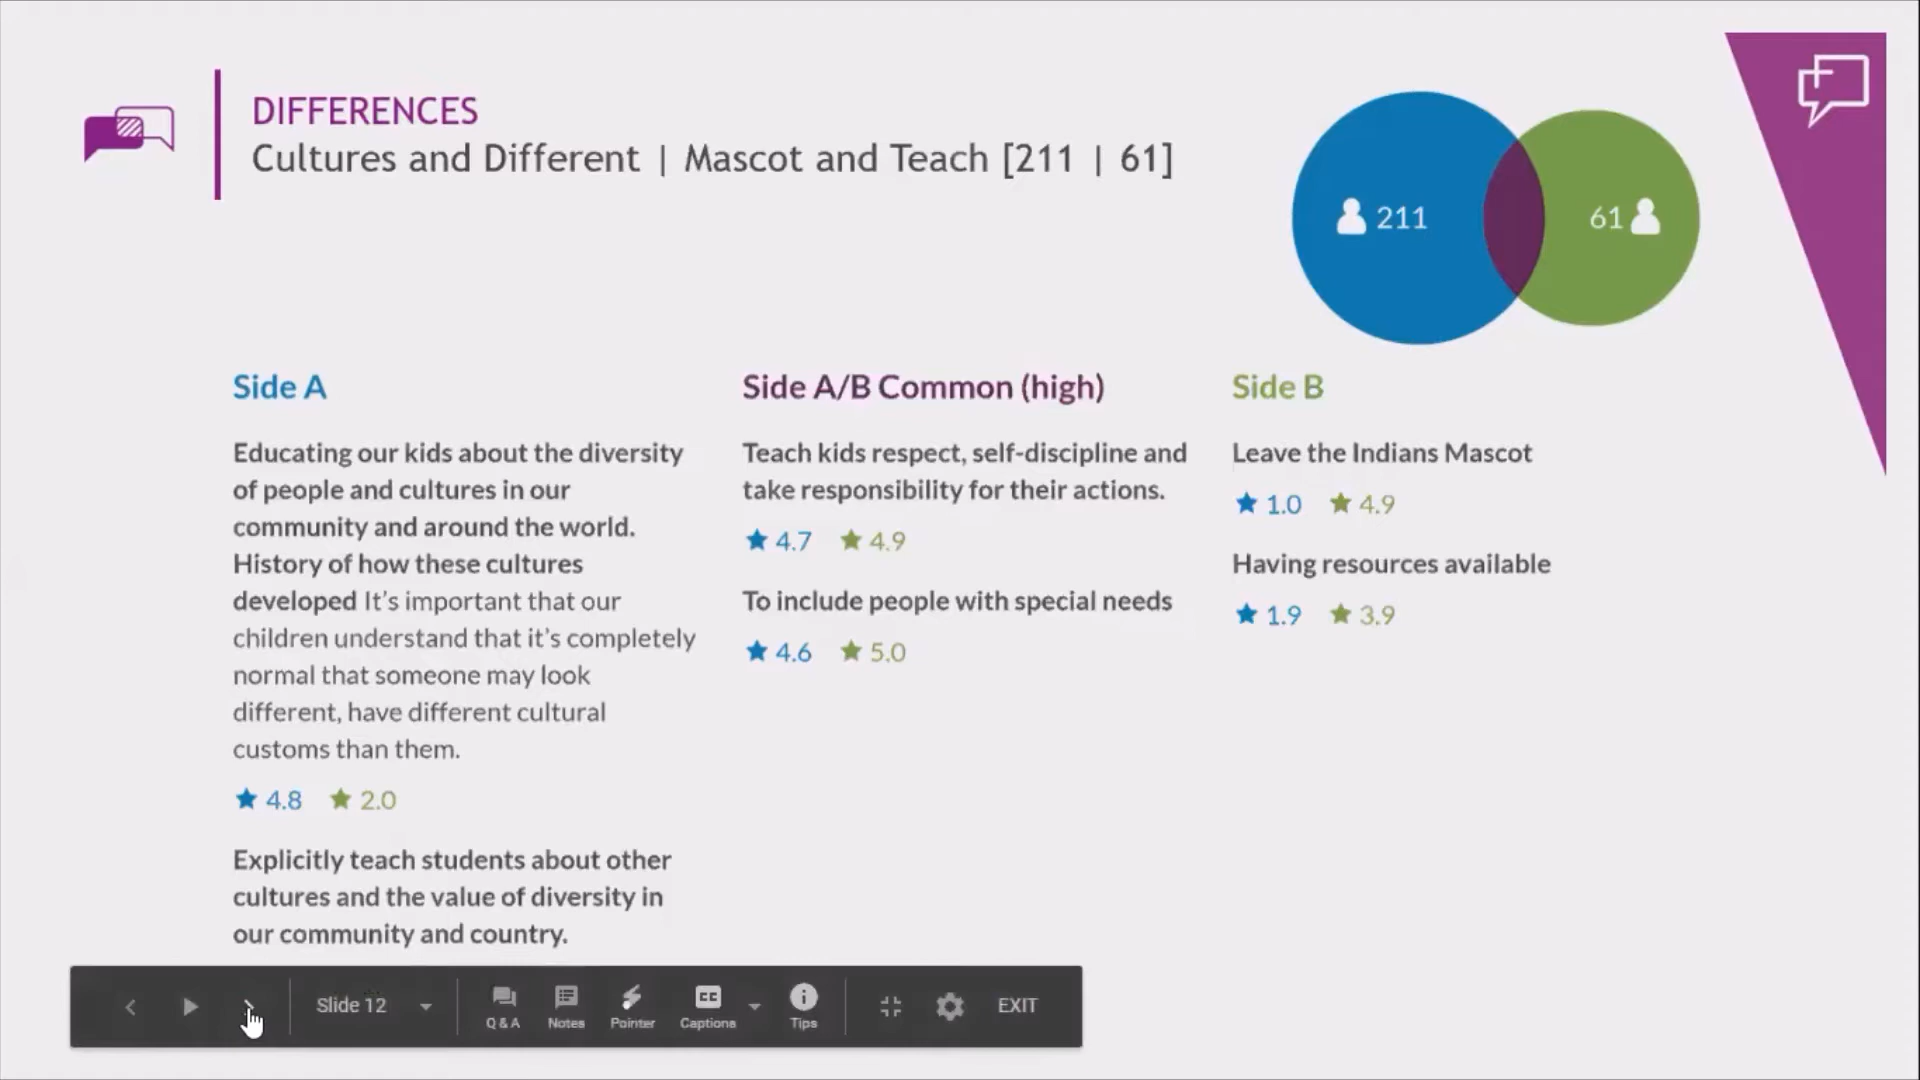 DIFFERENCES
Cultures and Different | Mascot and Teach [211 | 61]
211
61
Side A
Educating our kids about the diversity
of people and cultures in our
community and around the world.
History of how these cultures
developed It's important that our
children understand that it's completely
normal that someone may look
different, have different cultural
customs than them.
4.8 2.0
Explicitly teach students about other
cultures and the value of diversity in
our community and country.
Side A/B Common (high)
Teach kids respect, self-discipline and
take responsibility for their actions.
4.7 4.9
To include people with special needs
4.6 5.0
Side B
Leave the Indians Mascot
1.0 4.9
Having resources available
1.9 3.9
Slide 12
Q & A
Notes
Pointer
CC
Captions
Tips
EXIT